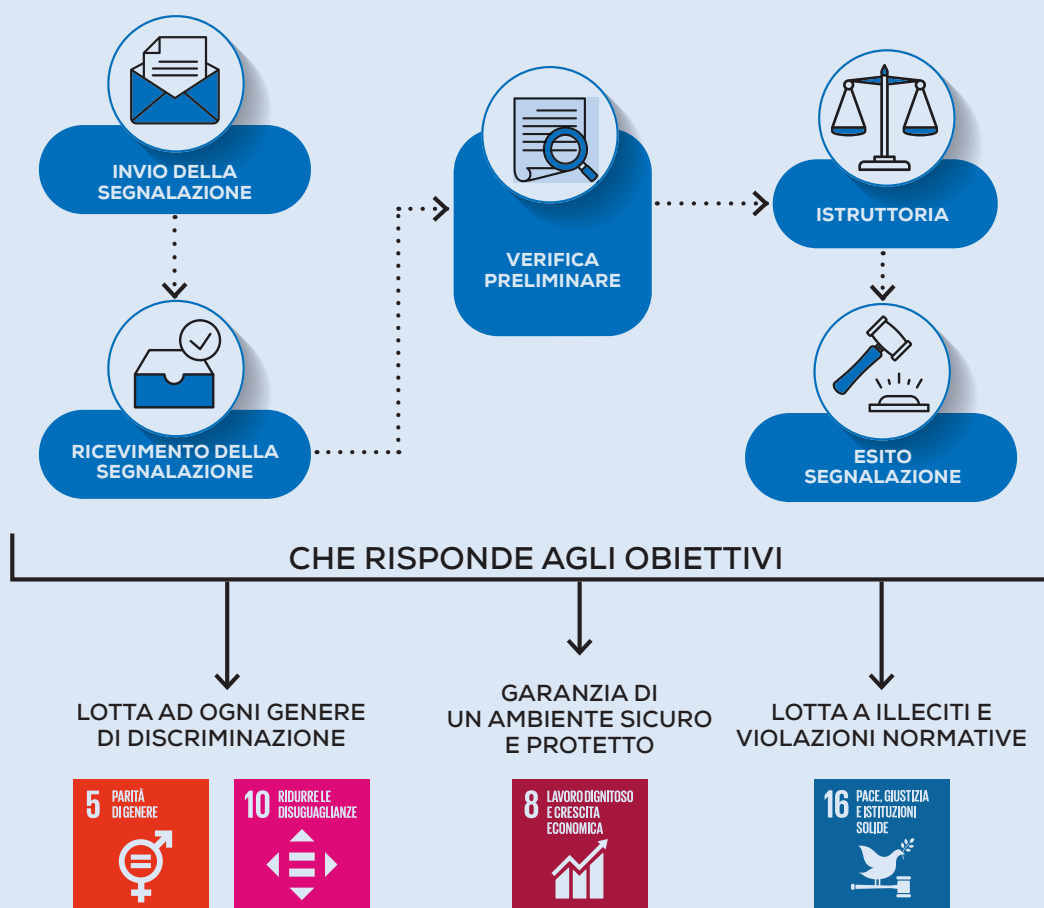 INVIO DELLA
SEGNALAZIONE
RICEVIMENTO DELLA
SEGNALAZIONE
VERIFICA
PRELIMINARE
ISTRUTTORIA
ESITO
SEGNALAZIONE
CHE RISPONDE AGLI OBIETTIVI
LOTTA AD OGNI GENERE
DI DISCRIMINAZIONE
5 PARITÀ
DI GENERE
10 RIDURRE LE
DISUGUAGLIANZE
GARANZIA DI
UN AMBIENTE SICURO
E PROTETTO
8 LAVORO DIGNITOSO
E CRESCITA
ECONOMICA
LOTTA A ILLECITI E
VIOLAZIONI NORMATIVE
16 PACE, GIUSTIZIA
E ISTITUZIONI
SOLIDE